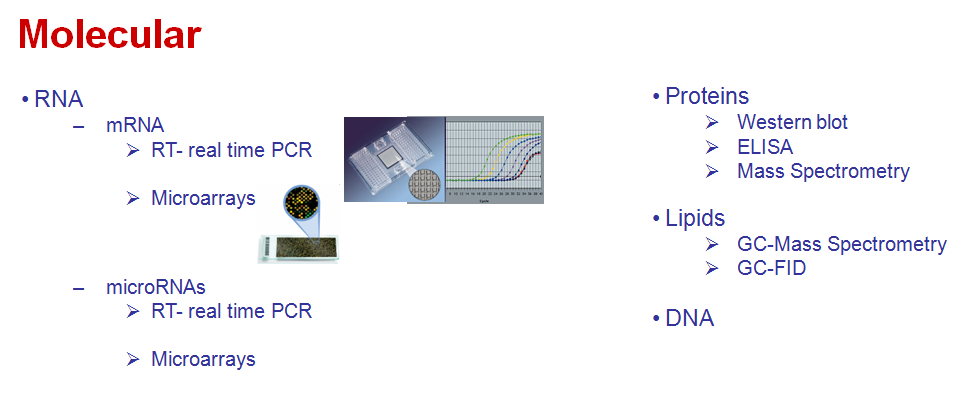 Molecular
• RNA
– mRNA
➢ RT- real time PCR
➢ Microarrays
– microRNAs
➢ RT- real time PCR
➢ Microarrays
• Proteins
➢ Western blot
➢ ELISA
➢ Mass Spectrometry
• Lipids
➢ GC-Mass Spectrometry
➢ GC-FID
• DNA
Cycle